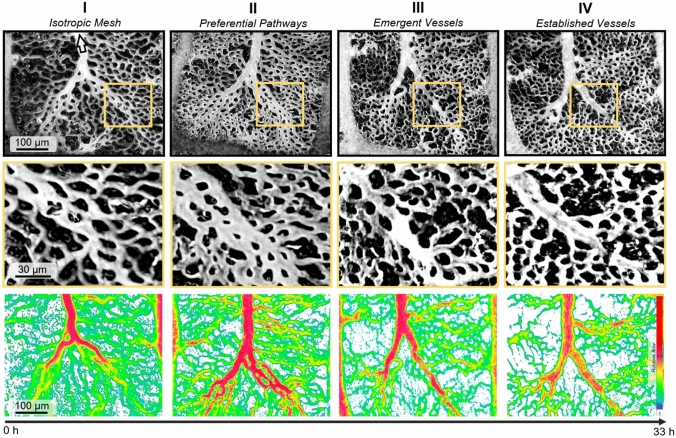 I II III IV
Isotropic Mesh Preferential Pathways Emergent Vessels Established Vessels
100 µm
30 µm
100 µm
0 h 33 h